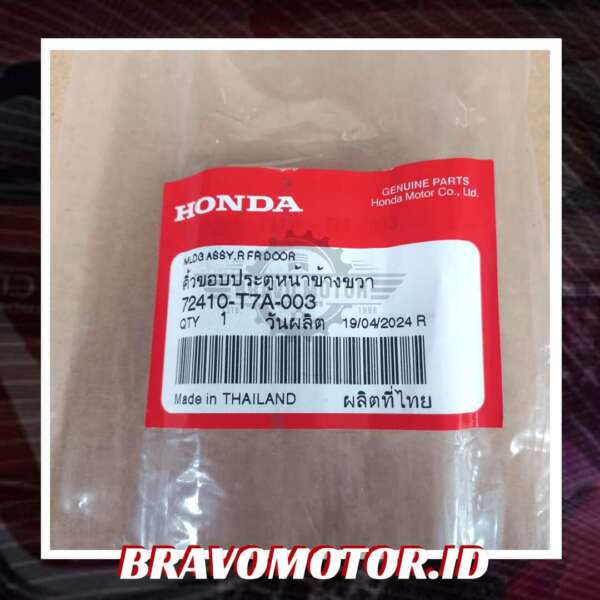 HONDA
GENUINE PARTS
Honda Motor Co., Ltd.
MLDG ASSY,R FR DOOR
คิ้วขอบประตูหน้าข้างขวา
72410-T7A-003
QTY 1 วันผลิต 19/04/2024 R
Made in THAILAND ผลิตที่ไทย
BRAVOMOTOR.ID